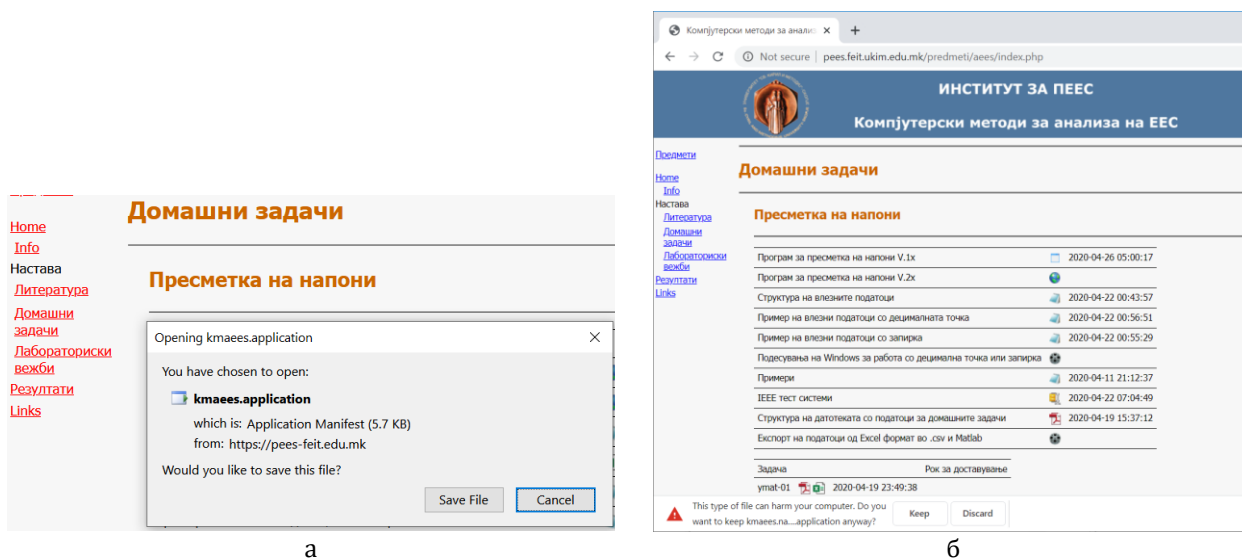 Домашни задачи
Home
Info
Настава
Литература
Домашни
задачи
Лабораториски
вежби
Резултати
Links
Пресметка на напони
Opening kmaees.application
You have chosen to open:
kmaees.application
which is: Application Manifest (5.7 KB)
from: https://pees-feit.edu.mk
Would you like to save this file?
Save File Cancel
а
Компјутерски методи за анали
Not secure | pees.feit.ukim.edu.mk/predmeti/aees/index.php
ИНСТИТУТ ЗА ПЕЕС
Компјутерски методи за анализа на ЕЕС
Предмети
Home
Info
Настава
Литература
Домашни
задачи
Лабораториски
вежби
Резултати
Links
Домашни задачи
Пресметка на напони
Програм за пресметка на напони V.1x 2020-04-26 05:00:17
Програм за пресметка на напони V.2x
Структура на влезните податоци 2020-04-22 00:43:57
Пример на влезни податоци со децималната точка 2020-04-22 00:56:51
Пример на влезни податоци со запирка 2020-04-22 00:55:29
Подесувања на Windows за работа со децимална точка или запирка
Примери 2020-04-11 21:12:37
IEEE тест системи 2020-04-22 07:04:49
Структура на датотеката со податоци за домашните задачи 2020-04-19 15:37:12
Експорт на податоци од Excel формат во .csv и Matlab
Задача Рок за доставување
ymat-01 2020-04-19 23:49:38
This type of file can harm your computer. Do you
want to keep kmaees.na....application anyway?
Keep Discard
б